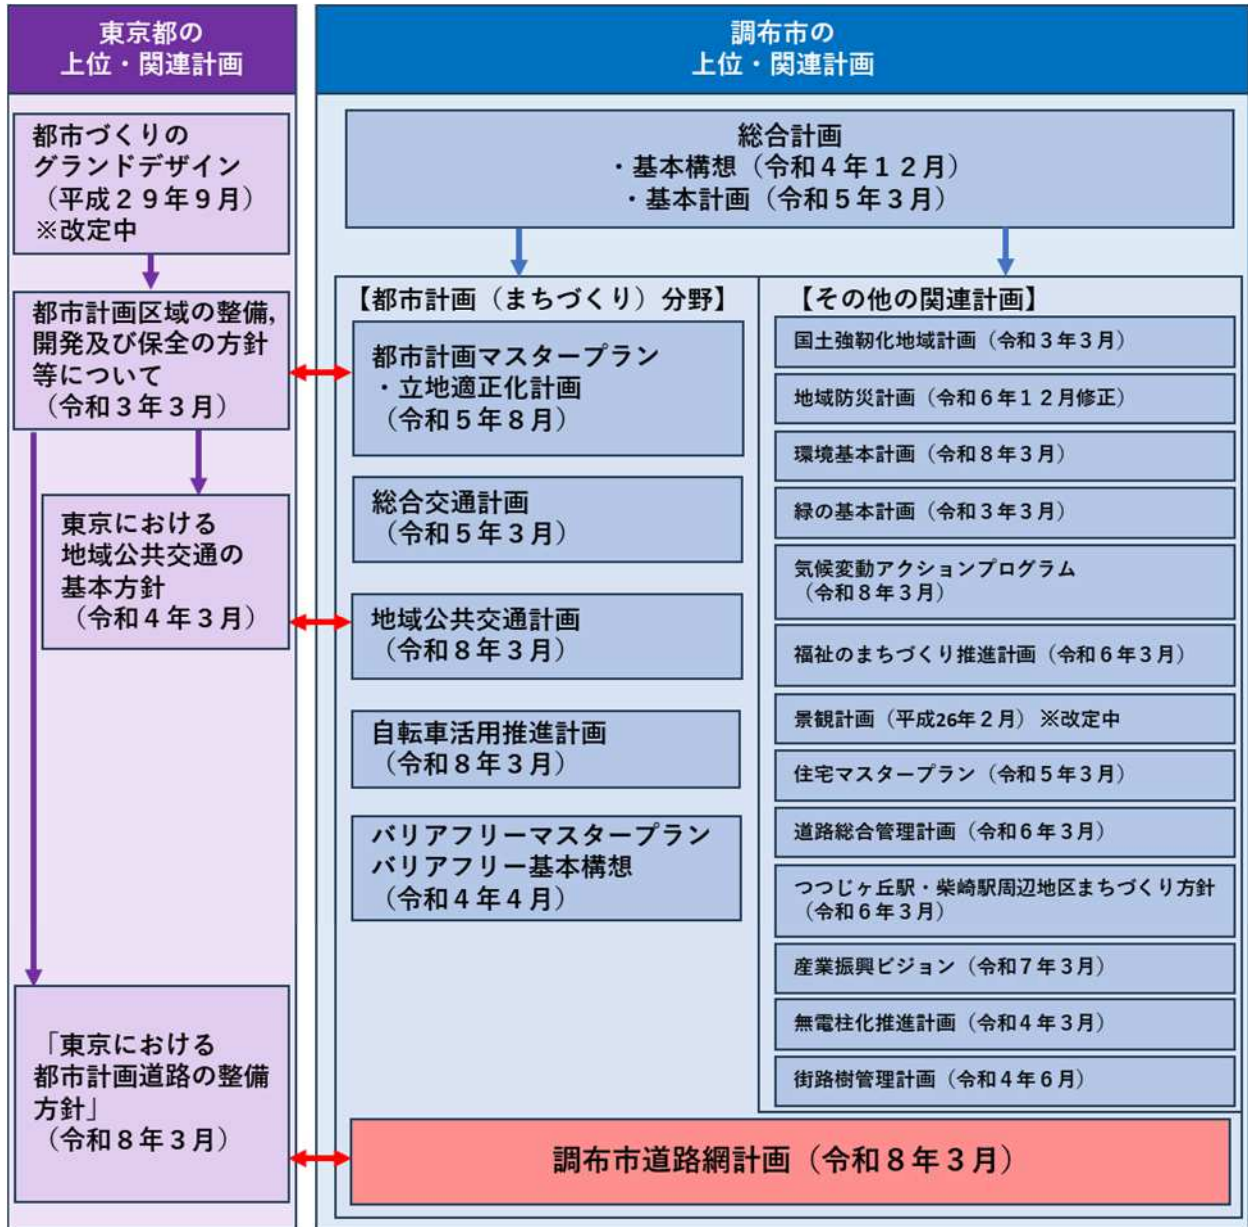 東京都の
上位・関連計画
都市づくりの
グランドデザイン
（平成２９年９月）
※改定中
都市計画区域の整備,
開発及び保全の方針
等について
（令和３年３月）
東京における
地域公共交通の
基本方針
（令和４年３月）
「東京における
都市計画道路の整備
方針」
（令和８年３月）
調布市の
上位・関連計画
総合計画
・基本構想（令和４年１２月）
・基本計画（令和５年３月）
【都市計画（まちづくり）分野】
都市計画マスタープラン
・立地適正化計画
（令和５年８月）
総合交通計画
（令和５年３月）
地域公共交通計画
（令和８年３月）
自転車活用推進計画
（令和８年３月）
バリアフリーマスタープラン
バリアフリー基本構想
（令和４年４月）
【その他の関連計画】
国土強靭化地域計画（令和３年３月）
地域防災計画（令和６年１２月修正）
環境基本計画（令和８年３月）
緑の基本計画（令和３年３月）
気候変動アクションプログラム
（令和８年３月）
福祉のまちづくり推進計画（令和６年３月）
景観計画（平成26年２月）※改定中
住宅マスタープラン（令和５年３月）
道路総合管理計画（令和６年３月）
つつじヶ丘駅・柴崎駅周辺地区まちづくり方針
（令和６年３月）
産業振興ビジョン（令和７年３月）
無電柱化推進計画（令和４年３月）
街路樹管理計画（令和４年６月）
調布市道路網計画（令和８年３月）